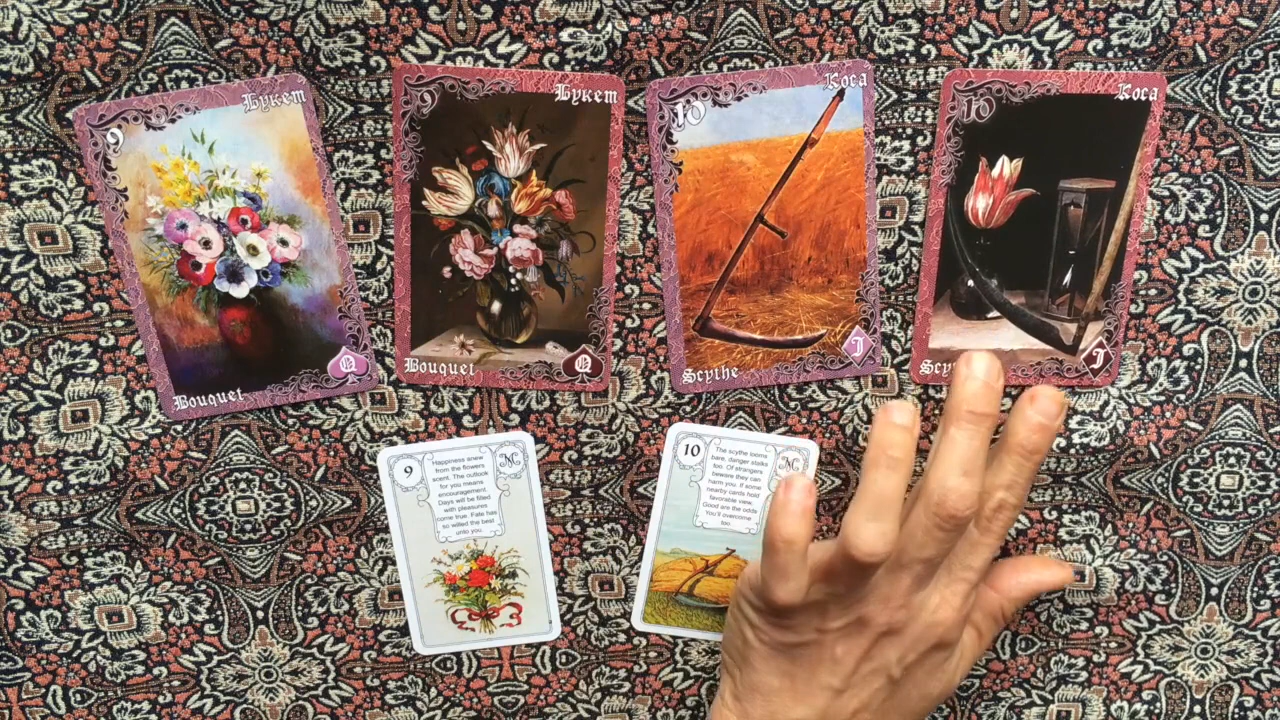 9
Букет
Bouquet
Q
9
Букет
Bouquet
Q
10
Коса
Scythe
J
10
Коса
J
9
Happiness anew
from the flowers
scent. The outlook
for you means
encouragement.
Days will be filled
with pleasures
come true. Fate has
so willed the best
unto you.
10
The scythe looms
bare, danger stalks
too. Of strangers
beware they can
harm you. If some
nearby cards hold
favorable view.
Good are the odds
You'll overcome
too.